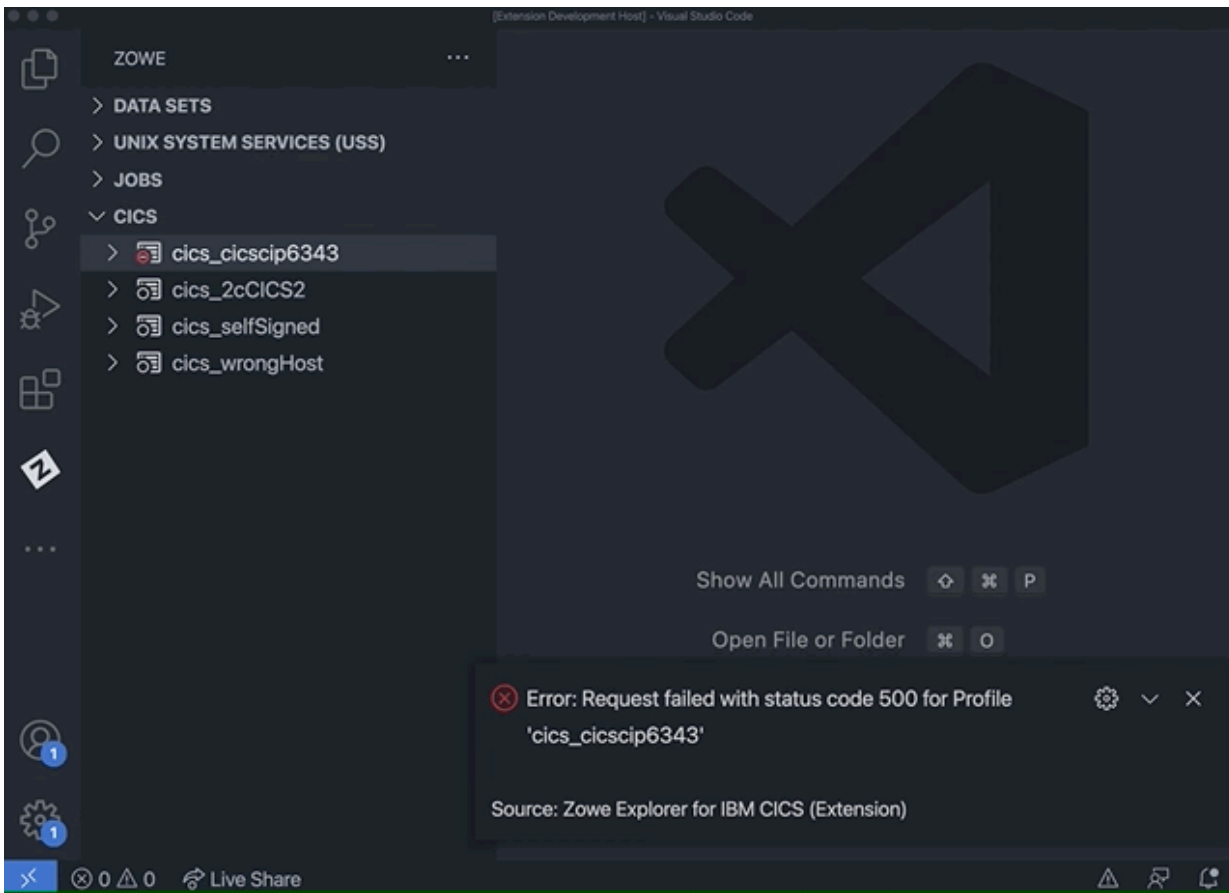 [Extension Development Host] - Visual Studio Code
ZOWE
DATA SETS
UNIX SYSTEM SERVICES (USS)
JOBS
CICS
cics_cicscip6343
cics_2cCICS2
cics_selfSigned
cics_wrongHost
Show All Commands ⇧ ⌘ P
Open File or Folder ⌘ O
Error: Request failed with status code 500 for Profile
'cics_cicscip6343'
Source: Zowe Explorer for IBM CICS (Extension)
1
1
0 0 Live Share